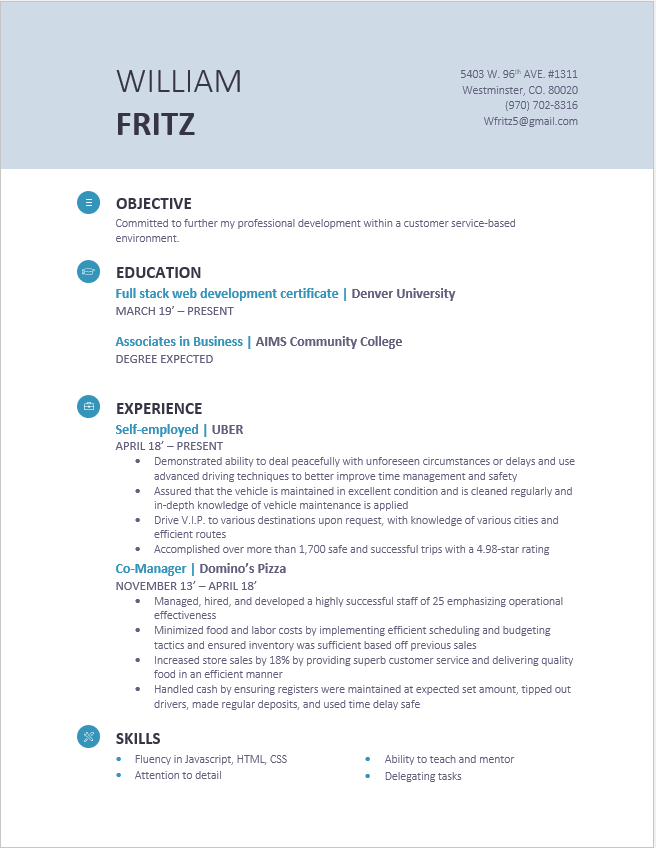 WILLIAM
FRITZ
5403 W. 96th AVE. #1311
Westminster, CO. 80020
(970) 702-8316
Wfritz5@gmail.com
OBJECTIVE
Committed to further my professional development within a customer service-based
environment.
EDUCATION
Full stack web development certificate | Denver University
MARCH 19’ – PRESENT
Associates in Business | AIMS Community College
DEGREE EXPECTED
EXPERIENCE
Self-employed | UBER
APRIL 18’ – PRESENT
• Demonstrated ability to deal peacefully with unforeseen circumstances or delays and use
advanced driving techniques to better improve time management and safety
• Assured that the vehicle is maintained in excellent condition and is cleaned regularly and
in-depth knowledge of vehicle maintenance is applied
• Drive V.I.P. to various destinations upon request, with knowledge of various cities and
efficient routes
• Accomplished over more than 1,700 safe and successful trips with a 4.98-star rating
Co-Manager | Domino’s Pizza
NOVEMBER 13’ – APRIL 18’
• Managed, hired, and developed a highly successful staff of 25 emphasizing operational
effectiveness
• Minimized food and labor costs by implementing efficient scheduling and budgeting
tactics and ensured inventory was sufficient based off previous sales
• Increased store sales by 18% by providing superb customer service and delivering quality
food in an efficient manner
• Handled cash by ensuring registers were maintained at expected set amount, tipped out
drivers, made regular deposits, and used time delay safe
SKILLS
• Fluency in Javascript, HTML, CSS
• Attention to detail
• Ability to teach and mentor
• Delegating tasks